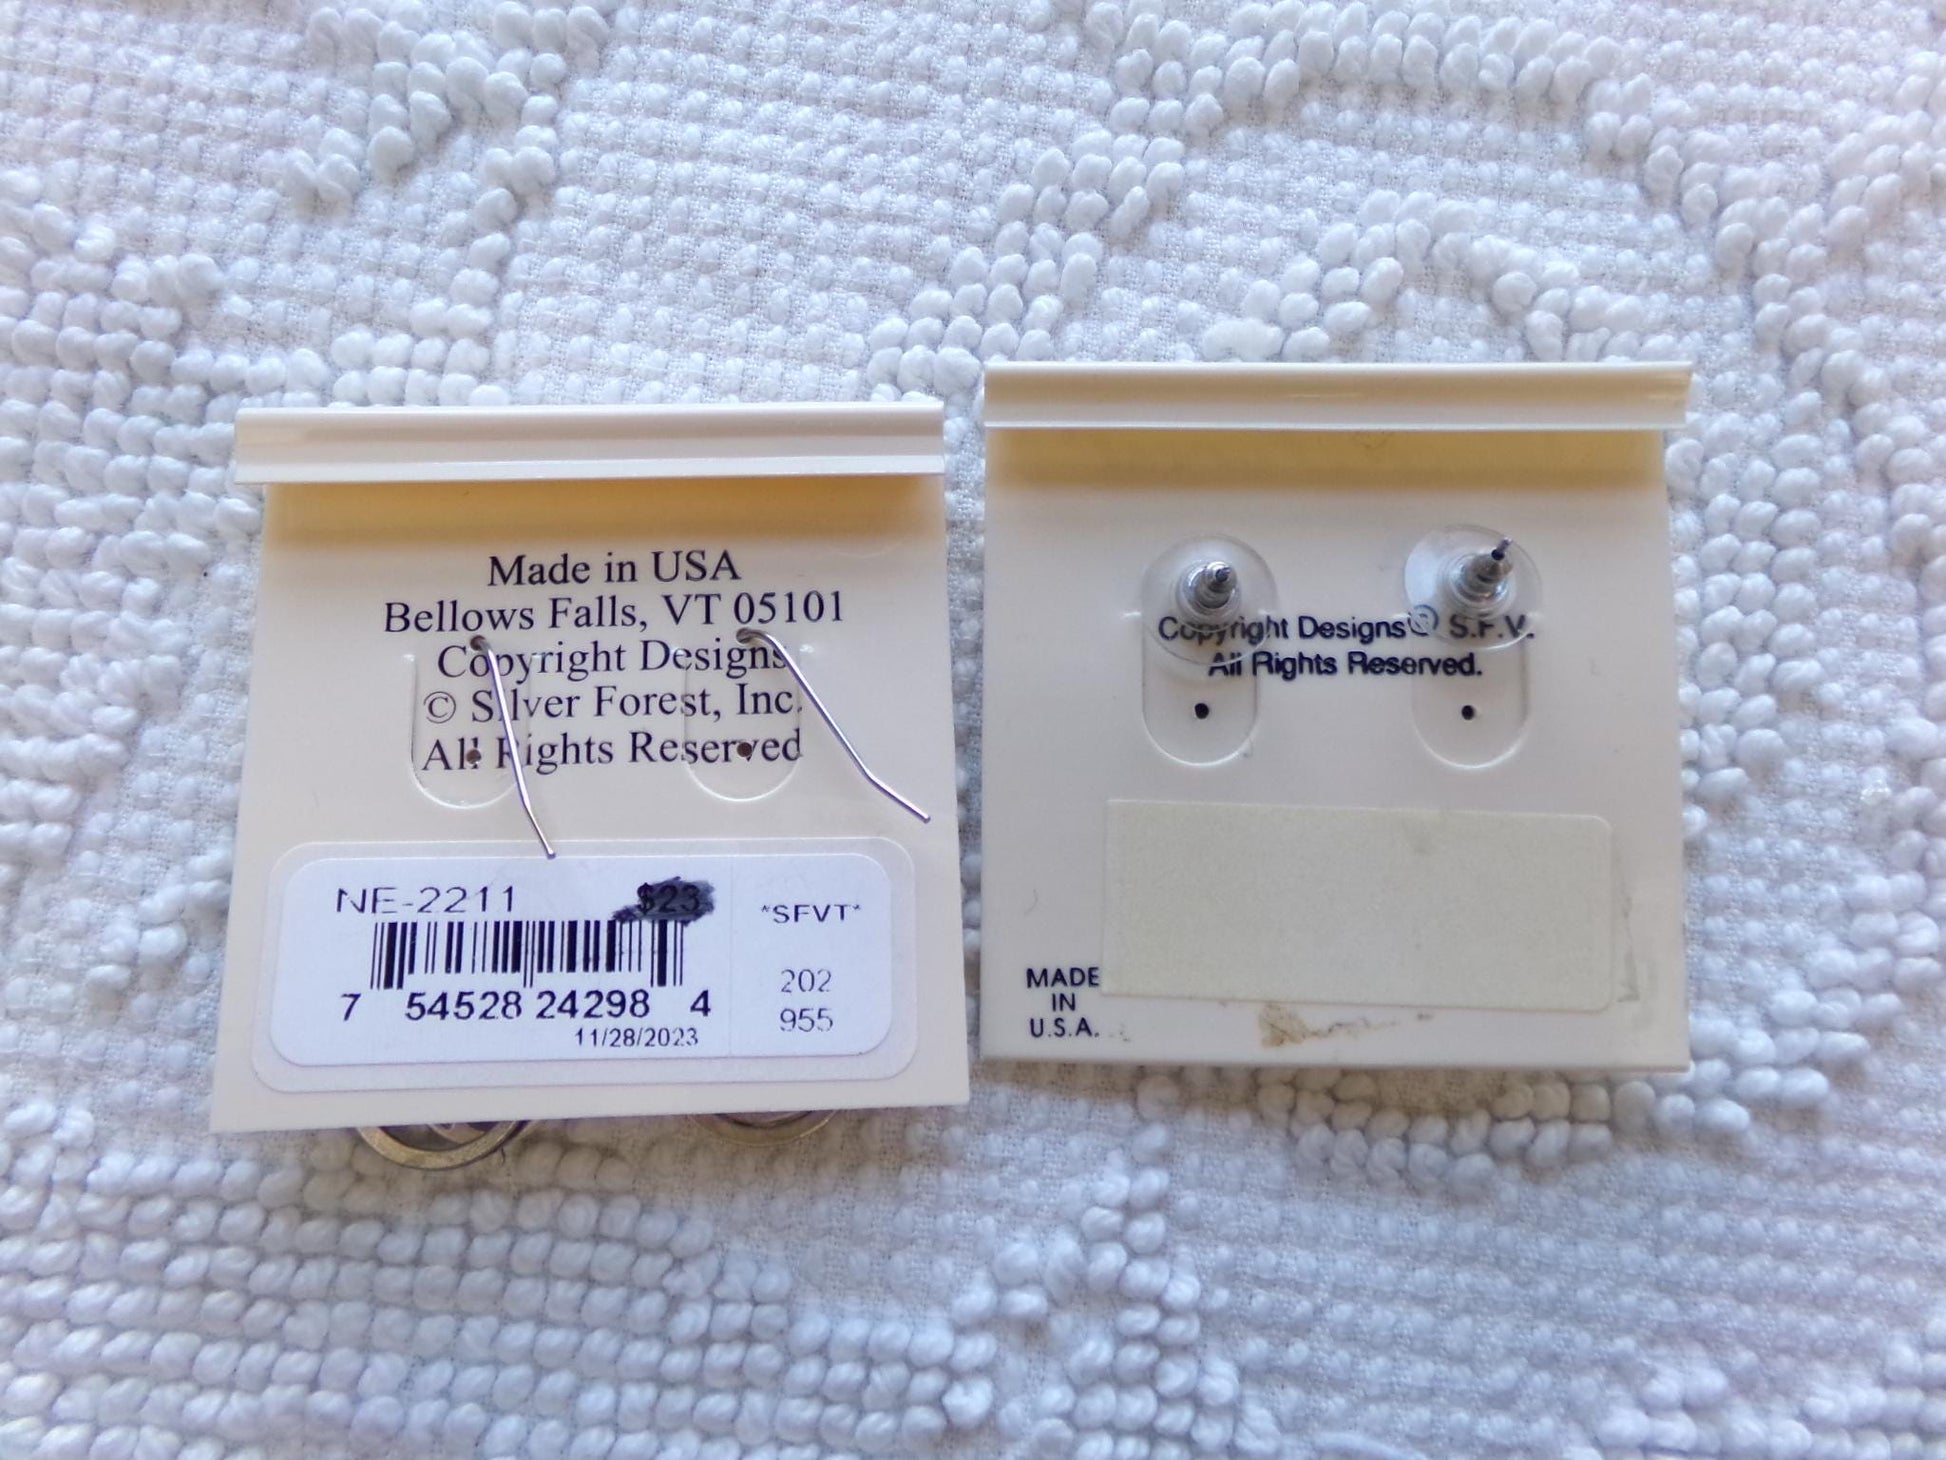 Made in USA
Bellows Falls, VT 05101
Copyright Designs
© Silver Forest, Inc.
All Rights Reserved
NE-2211 $23
7 54528 24298 4
11/28/2023
*SFVT*
202
955
Copyright Designs© S.F.V.
All Rights Reserved.
MADE
IN
U.S.A.